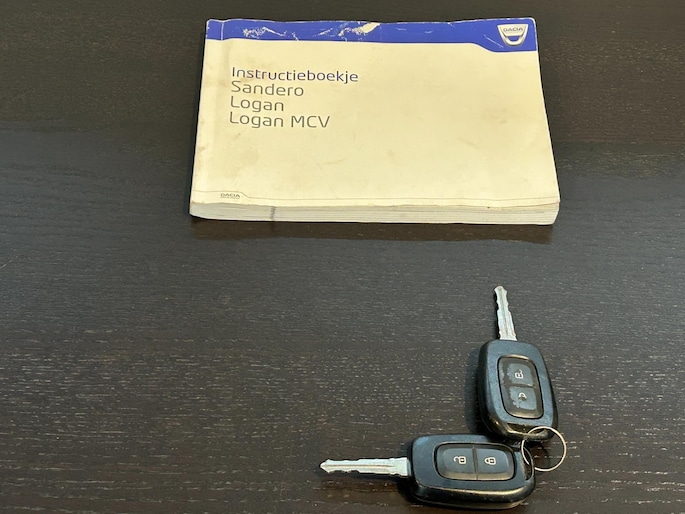 DACIA
Instructieboekje
Sandero
Logan
Logan MCV
DACIA